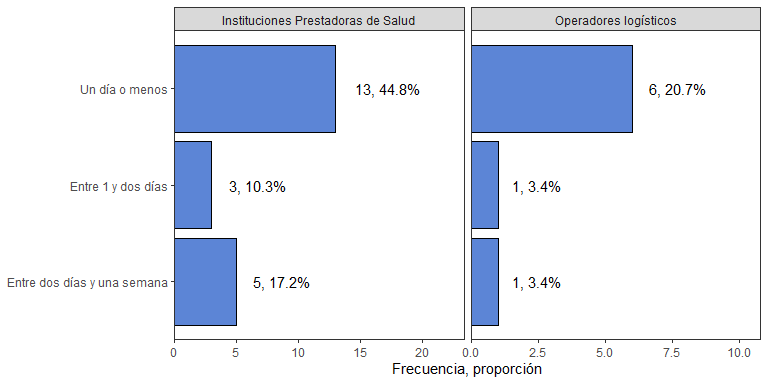 Instituciones Prestadoras de Salud
Operadores logísticos
Un día o menos
13, 44.8%
6, 20.7%
Entre 1 y dos días
3, 10.3%
1, 3.4%
Entre dos días y una semana
5, 17.2%
1, 3.4%
0 5 10 15 20
0.0 2.5 5.0 7.5 10.0
Frecuencia, proporción